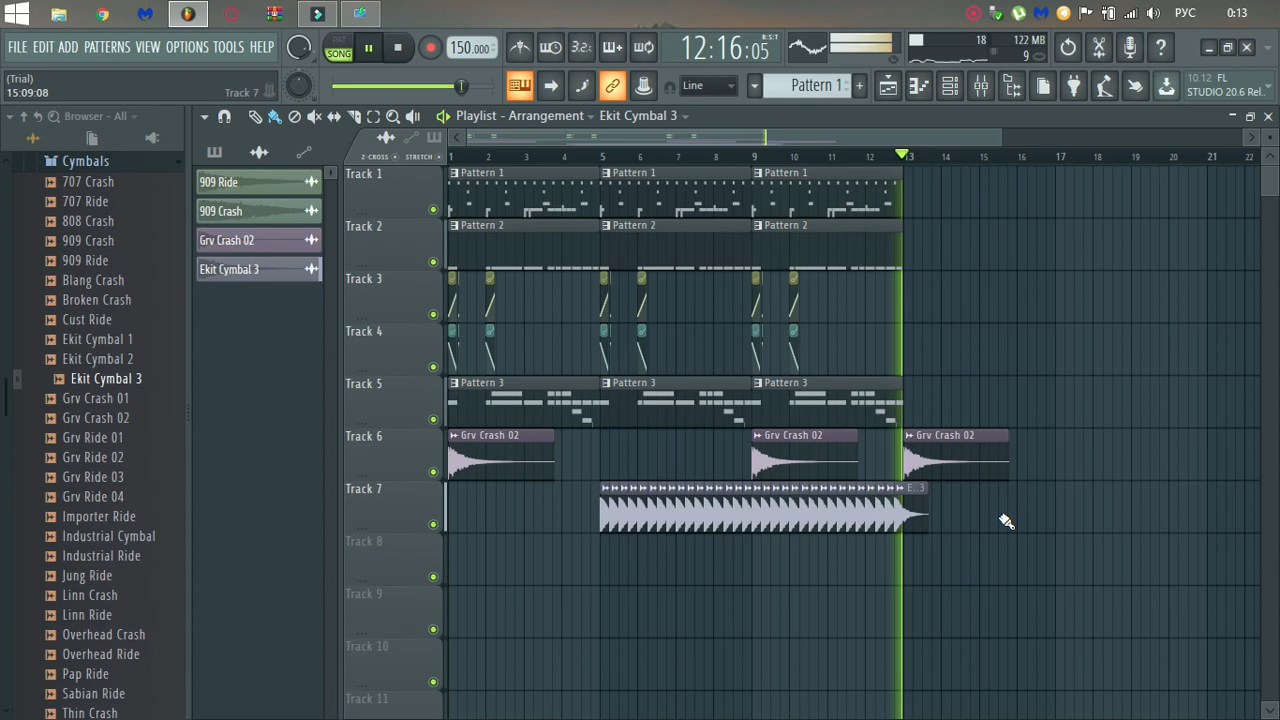 РУС 0:13
FILE EDIT ADD PATTERNS VIEW OPTIONS TOOLS HELP
PAT
SONG
150.000
3.2.
12:16:05
B:S:T
18
122 MB
9
(Trial)
15:09:08
Track 7
Line
Pattern 1
10.12 FL
STUDIO 20.6 Rel..
Browser - All
Playlist - Arrangement
Ekit Cymbal 3
Z-CROSS
STRETCH
1 2 3 4 5 6 7 8 9 10 11 12 13 14 15 16 17 18 19 20 21 22
Cymbals
707 Crash
707 Ride
808 Crash
909 Crash
909 Ride
Blang Crash
Broken Crash
Cust Ride
Ekit Cymbal 1
Ekit Cymbal 2
Ekit Cymbal 3
Grv Crash 01
Grv Crash 02
Grv Ride 01
Grv Ride 02
Grv Ride 03
Grv Ride 04
Importer Ride
Industrial Cymbal
Industrial Ride
Jung Ride
Linn Crash
Linn Ride
Overhead Crash
Overhead Ride
Pap Ride
Sabian Ride
Thin Crash
909 Ride
909 Crash
Grv Crash 02
Ekit Cymbal 3
Track 1
Pattern 1 Pattern 1 Pattern 1
Track 2
Pattern 2 Pattern 2 Pattern 2
Track 3
Track 4
Track 5
Pattern 3 Pattern 3 Pattern 3
Track 6
Grv Crash 02 Grv Crash 02 Grv Crash 02
Track 7
E..3
Track 8
Track 9
Track 10
Track 11